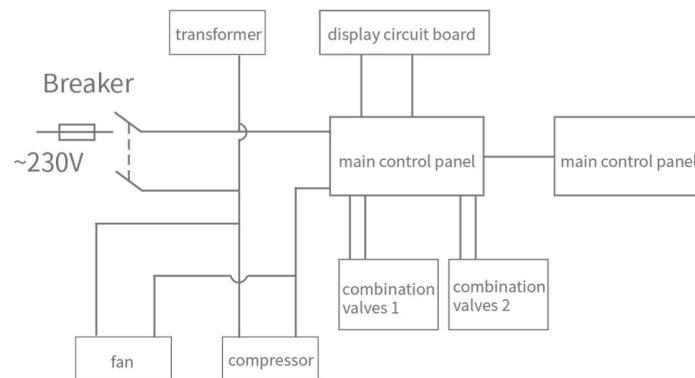 transformer
display circuit board
Breaker
~230V
main control panel
main control panel
combination
valves 1
combination
valves 2
fan
compressor